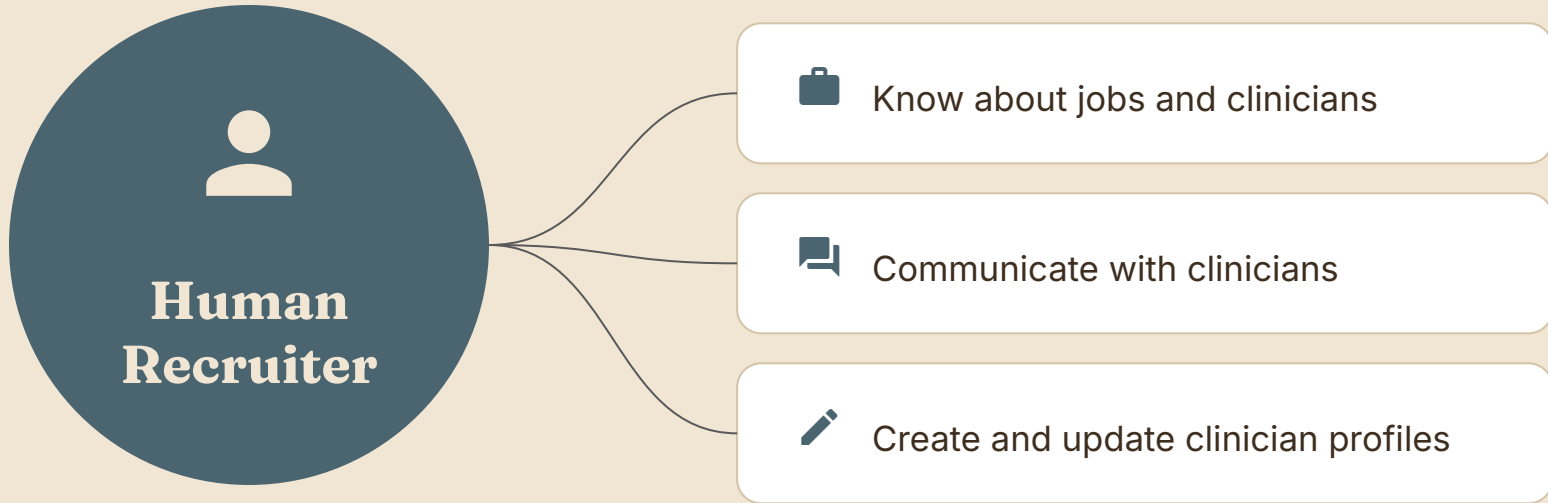 Human
Recruiter
Know about jobs and clinicians
Communicate with clinicians
Create and update clinician profiles